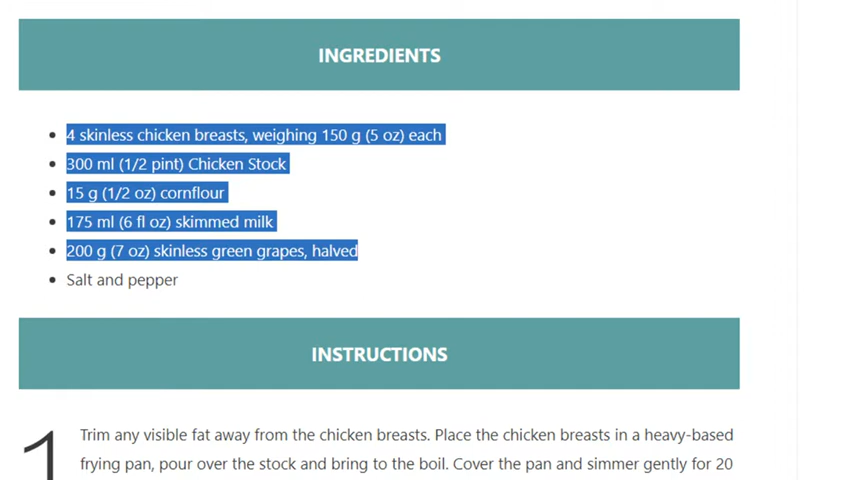 INGREDIENTS
4 skinless chicken breasts, weighing 150 g (5 oz) each
300 ml (1/2 pint) Chicken Stock
15 g (1/2 oz) cornflour
175 ml (6 fl oz) skimmed milk
200 g (7 oz) skinless green grapes, halved
Salt and pepper
INSTRUCTIONS
1 Trim any visible fat away from the chicken breasts. Place the chicken breasts in a heavy-based
frying pan, pour over the stock and bring to the boil. Cover the pan and simmer gently for 20